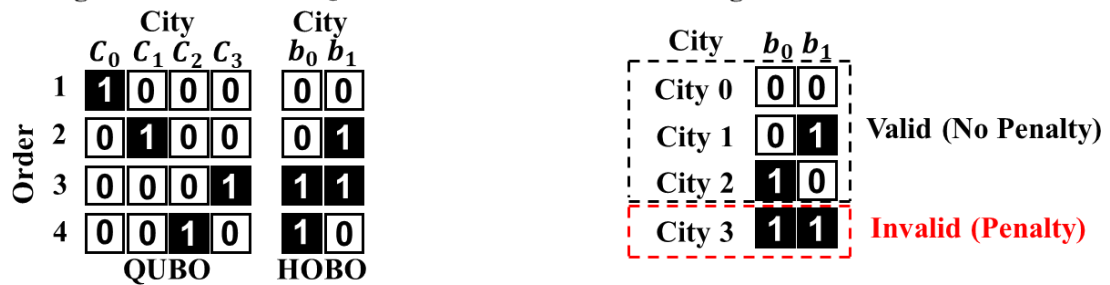 City City
C₀ C₁ C₂ C₃ b₀ b₁
1 1 0 0 0 0 0
2 0 1 0 0 0 1
3 0 0 0 1 1 1
4 0 0 1 0 1 0
Order
QUBO HOBO
City b₀ b₁
City 0 0 0
City 1 0 1
City 2 1 0
Valid (No Penalty)
City 3 1 1
Invalid (Penalty)